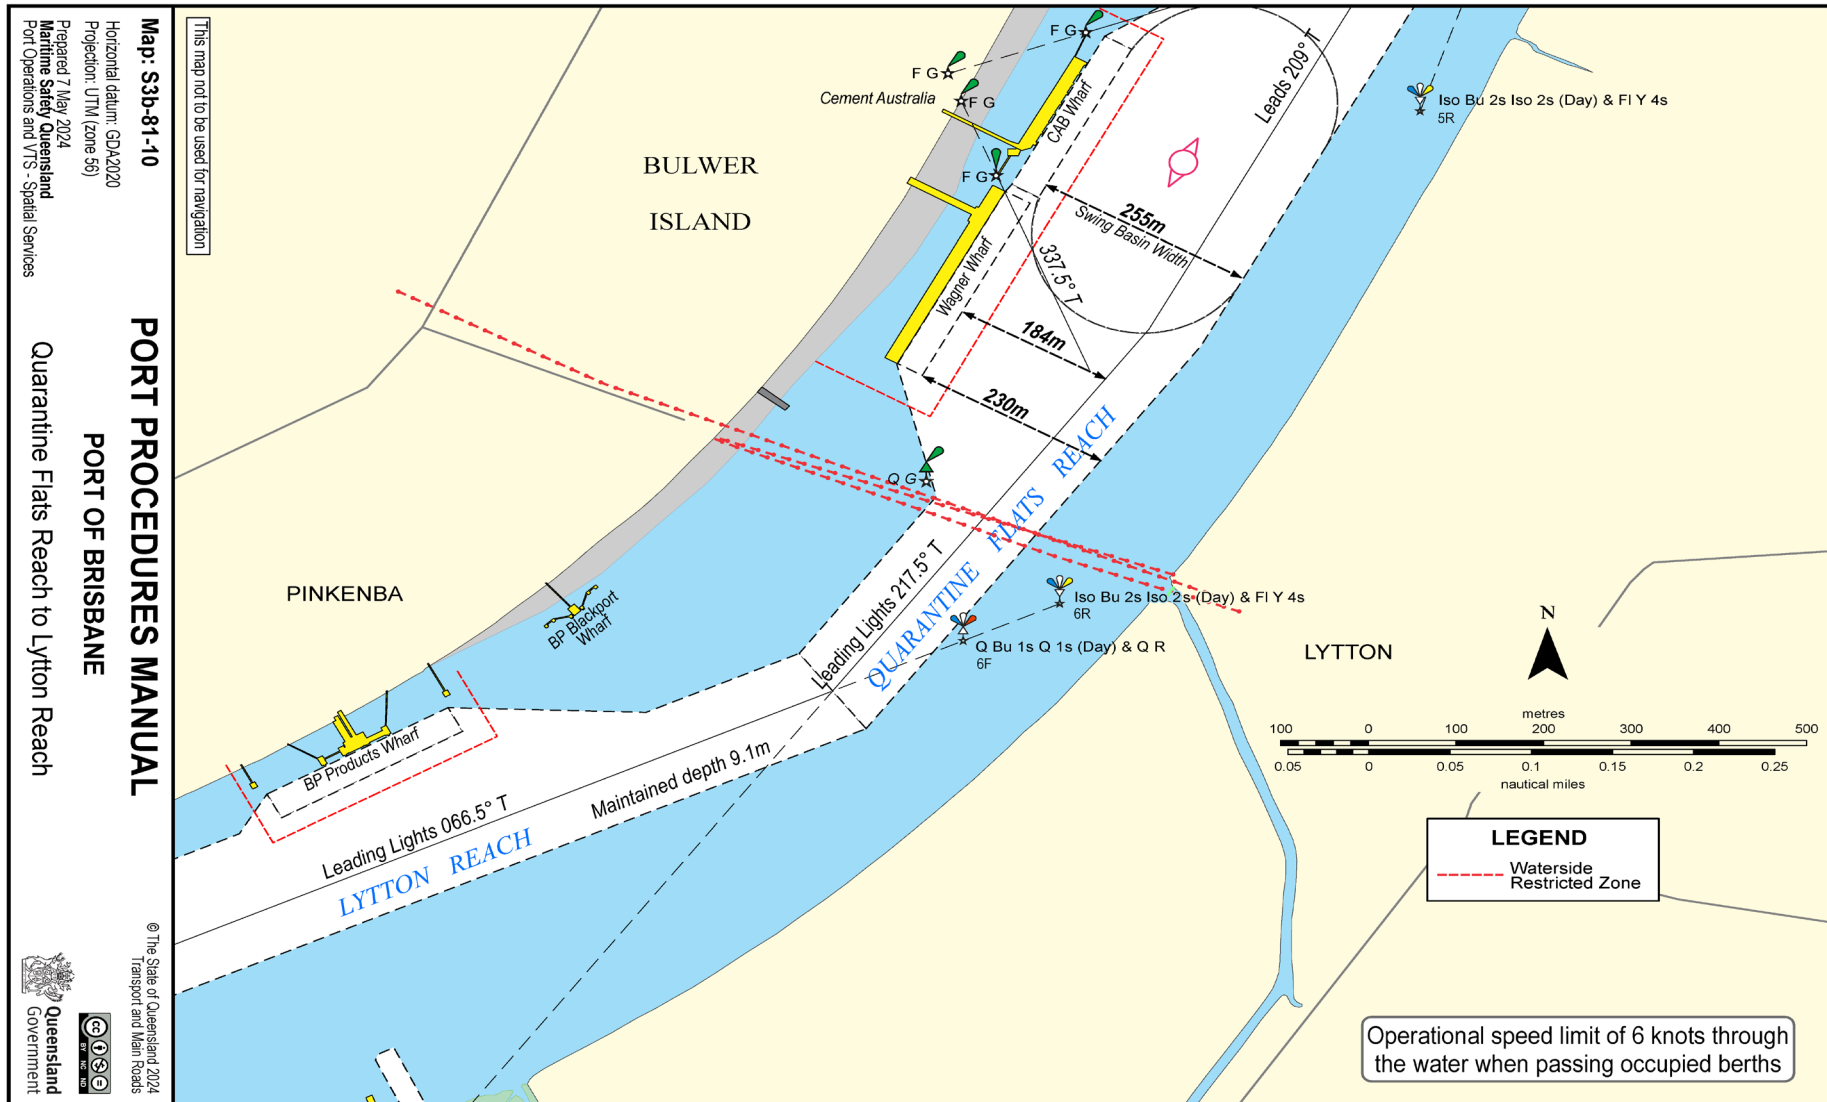 Map: S3b-81-10
Horizontal datum: GDA2020
Projection: UTM (zone 56)
Prepared 7 May 2024
Maritime Safety Queensland
Port Operations and VTS - Spatial Services
PORT PROCEDURES MANUAL
PORT OF BRISBANE
Quarantine Flats Reach to Lytton Reach
© The State of Queensland 2024
Transport and Main Roads
cc
BY NC ND
Queensland
Government
This map not to be used for navigation
F G
F G
F G
F G
Cement Australia
CAB Wharf
Leads 209° T
Iso Bu 2s Iso 2s (Day) & Fl Y 4s
5R
BULWER
ISLAND
255m
Swing Basin Width
Wagner Wharf
337.5° T
184m
230m
Q G
QUARANTINE FLATS REACH
Leading Lights 217.5° T
PINKENBA
BP Blackport
Wharf
Iso Bu 2s Iso 2s (Day) & Fl Y 4s
6R
Q Bu 1s Q 1s (Day) & Q R
6F
LYTTON
N
BP Products Wharf
Maintained depth 9.1m
Leading Lights 066.5° T
LYTTON REACH
metres
100 0 100 200 300 400 500
0.05 0 0.05 0.1 0.15 0.2 0.25
nautical miles
LEGEND
Waterside
Restricted Zone
Operational speed limit of 6 knots through
the water when passing occupied berths